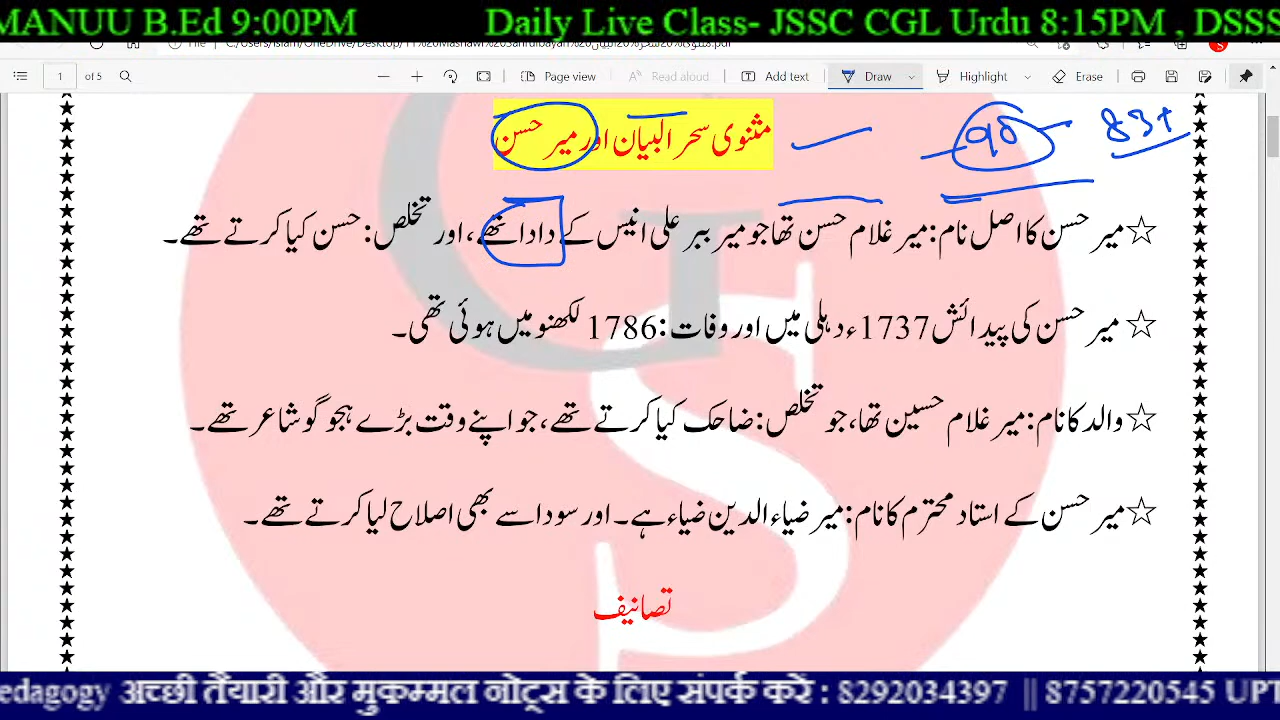 MANUU B.Ed 9:00PM Daily Live Class- JSSC CGL Urdu 8:15PM , DSSS
1 of 5 Page view Read aloud Add text Draw Highlight Erase
مثنوی سحر البیان اور میر حسن
90 83+
☆ میر حسن کا اصل نام: میر غلام حسن تھا جو میر ببر علی انیس کے دادا تھے، اور تخلص: حسن کیا کرتے تھے۔
☆ میر حسن کی پیدائش 1737ء دہلی میں اور وفات: 1786 لکھنو میں ہوئی تھی۔
☆ والد کا نام: میر غلام حسین تھا، جو تخلص: ضاحک کیا کرتے تھے، جو اپنے وقت بڑے ہجو گو شاعر تھے۔
☆ میر حسن کے استاد محترم کا نام: میر ضیاء الدین ضیاء ہے۔ اور سودا سے بھی اصلاح لیا کرتے تھے۔
تصانیف
edagogy अच्छी तैयारी और मुकम्मल नोट्स के लिए संपर्क करें : 8292034397 || 8757220545 UPT